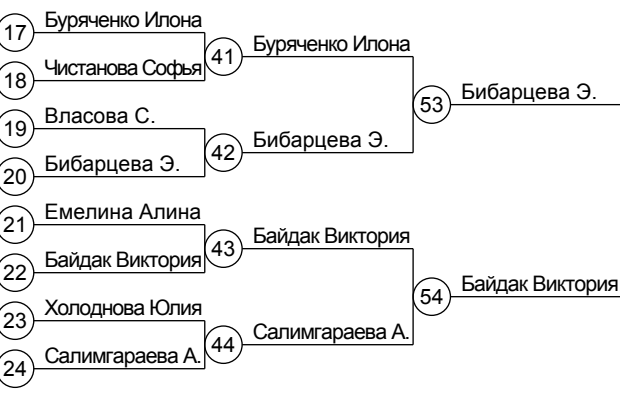 17 Буряченко Илона
41 Буряченко Илона
18 Чистанова Софья
53 Бибарцева Э.
19 Власова С.
42 Бибарцева Э.
20 Бибарцева Э.
21 Емелина Алина
43 Байдак Виктория
22 Байдак Виктория
54 Байдак Виктория
23 Холоднова Юлия
44 Салимгараева А.
24 Салимгараева А.